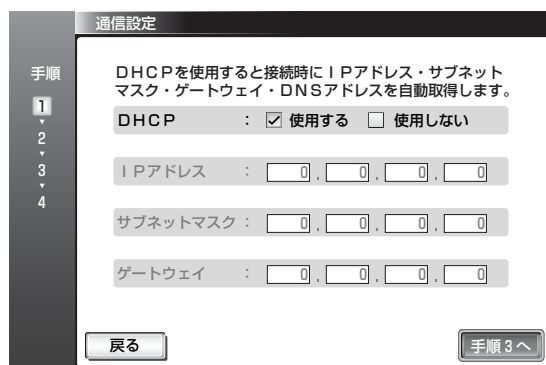 通信設定
手順
1
2
3
4
DHCPを使用すると接続時にIPアドレス・サブネット
マスク・ゲートウェイ・DNSアドレスを自動取得します。
DHCP : ☑ 使用する □ 使用しない
IPアドレス : 0 . 0 . 0 . 0
サブネットマスク : 0 . 0 . 0 . 0
ゲートウェイ : 0 . 0 . 0 . 0
戻る
手順3へ